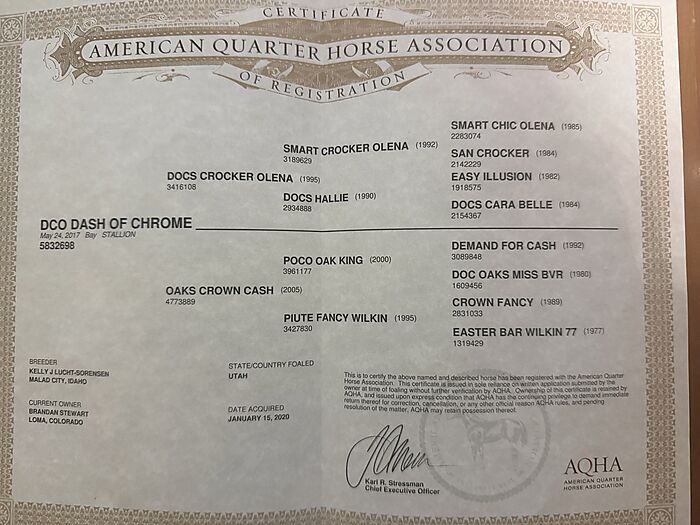 CERTIFICATE
AMERICAN QUARTER HORSE ASSOCIATION
OF REGISTRATION
SMART CHIC OLENA (1985)
2283074
SMART CROCKER OLENA (1992)
3189629
SAN CROCKER (1984)
2142229
DOCS CROCKER OLENA (1995)
3416108
EASY ILLUSION (1982)
1918575
DOCS HALLIE (1990)
2934888
DOCS CARA BELLE (1984)
2154367
DCO DASH OF CHROME
May 24, 2017 Bay STALLION
5832698
DEMAND FOR CASH (1992)
3089848
POCO OAK KING (2000)
3961177
DOC OAKS MISS BVR (1980)
1609456
OAKS CROWN CASH (2005)
4773889
CROWN FANCY (1989)
2831033
PIUTE FANCY WILKIN (1995)
3427830
EASTER BAR WILKIN 77 (1977)
1319429
BREEDER
KELLY J LUCHT-SORENSEN
MALAD CITY, IDAHO
STATE/COUNTRY FOALED
UTAH
CURRENT OWNER
BRANDAN STEWART
LOMA, COLORADO
DATE ACQUIRED
JANUARY 15, 2020
This is to certify the above named and described horse has been registered with the American Quarter
Horse Association. This certificate is issued in sole reliance on written application submitted by the
owner at time of foaling without further verification by AQHA. Ownership of this certificate is retained by
AQHA, and issued upon express condition that AQHA has the continuing privilege to demand immediate
return thereof for correction, cancellation, or any other official reason AQHA rules, and pending
resolution of the matter, AQHA may retain possession thereof.
Karl R. Stressman
Chief Executive Officer
AQHA
AMERICAN QUARTER
HORSE ASSOCIATION